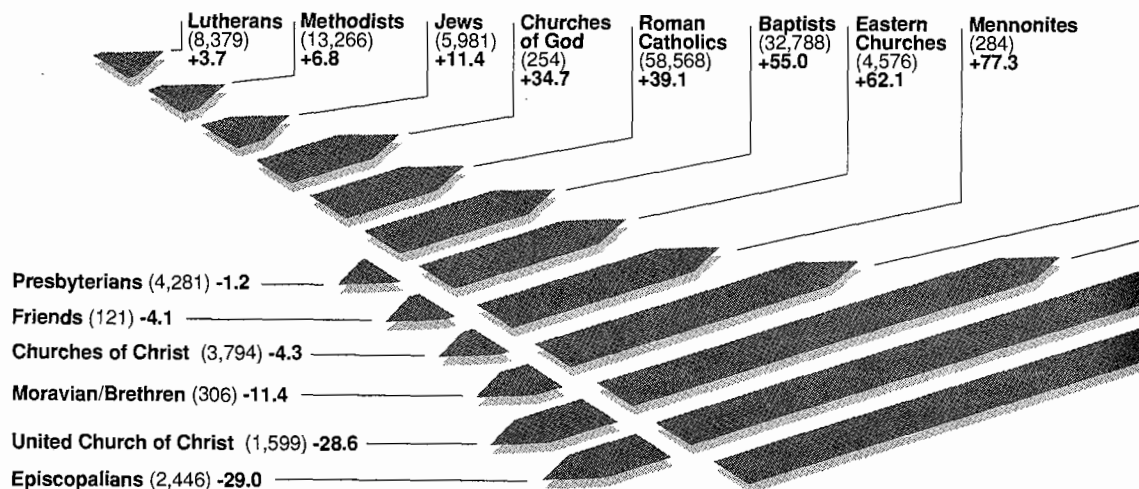 Lutherans
(8,379)
+3.7
Methodists
(13,266)
+6.8
Jews
(5,981)
+11.4
Churches
of God
(254)
+34.7
Roman
Catholics
(58,568)
+39.1
Baptists
(32,788)
+55.0
Eastern
Churches
(4,576)
+62.1
Mennonites
(284)
+77.3
Presbyterians (4,281) -1.2
Friends (121) -4.1
Churches of Christ (3,794) -4.3
Moravian/Brethren (306) -11.4
United Church of Christ (1,599) -28.6
Episcopalians (2,446) -29.0